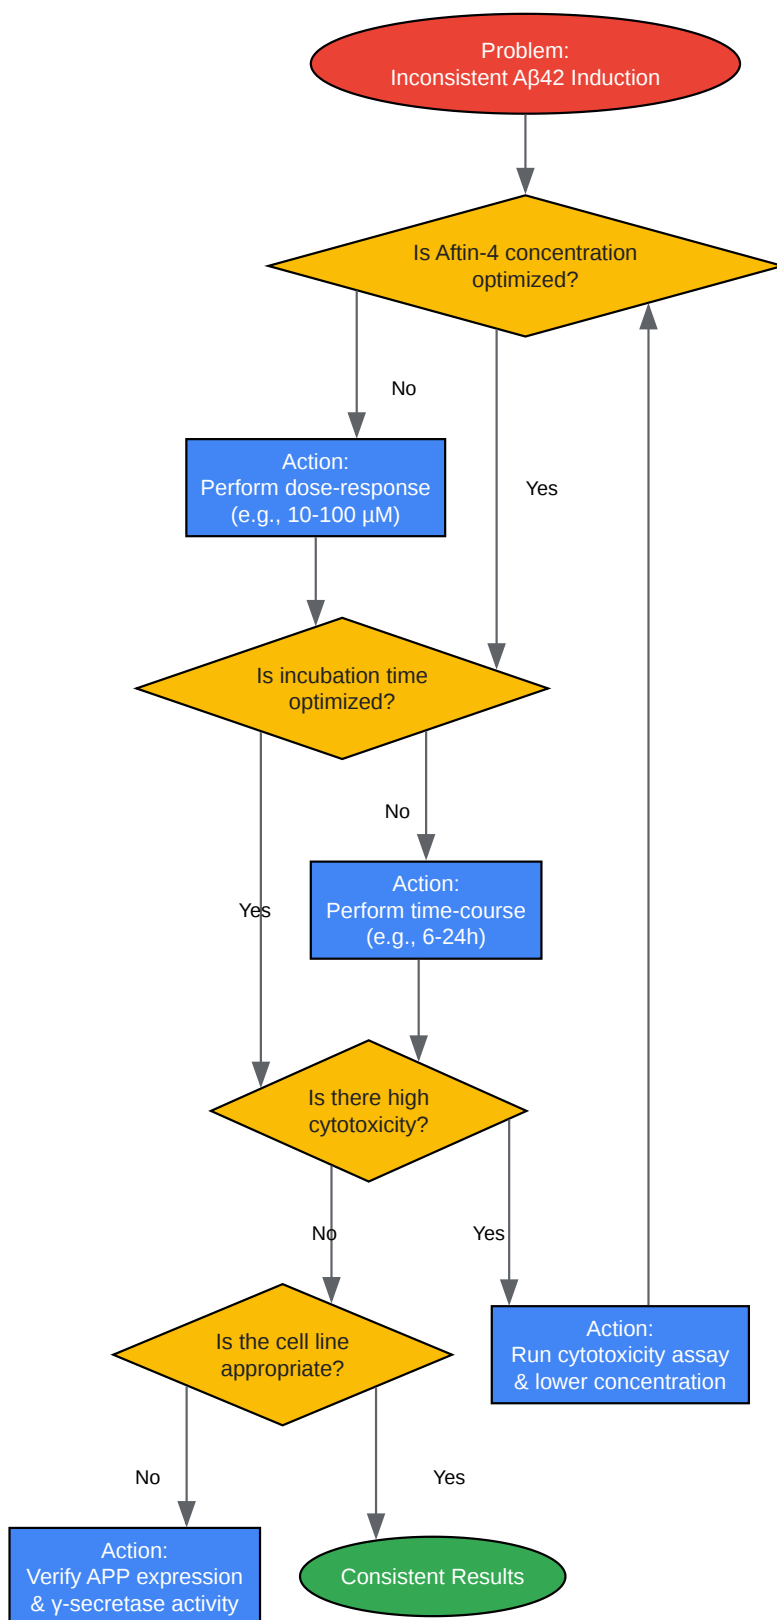 Problem:
Inconsistent Aβ42 Induction
Is Aftin-4 concentration
optimized?
No
Action:
Perform dose-response
(e.g., 10-100 µM)
Yes
Is incubation time
optimized?
No
Action:
Perform time-course
(e.g., 6-24h)
Yes
Is there high
cytotoxicity?
No
Yes
Action:
Run cytotoxicity assay
& lower concentration
Is the cell line
appropriate?
No
Yes
Action:
Verify APP expression
& γ-secretase activity
Consistent Results